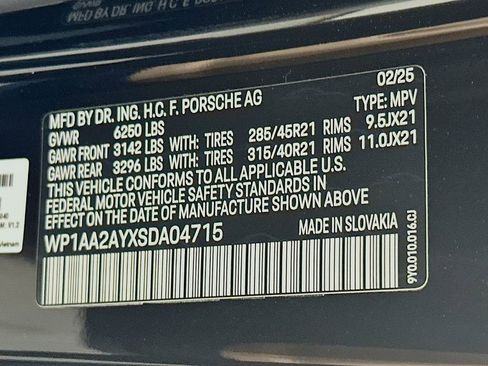 MFD BY DR. ING. H.C. F. PORSCHE AG 02/25
GVWR 6250 LBS TYPE: MPV
GAWR FRONT 3142 LBS WITH: TIRES 285/45R21 RIMS 9.5JX21
GAWR REAR 3296 LBS WITH: TIRES 315/40R21 RIMS 11.0JX21
THIS VEHICLE CONFORMS TO ALL APPLICABLE U.S.
FEDERAL MOTOR VEHICLE SAFETY STANDARDS IN
EFFECT ON THE DATE OF MANUFACTURE SHOWN ABOVE
WP1AA2AYXSDA04715 MADE IN SLOVAKIA
9Y0.010.016.CJ